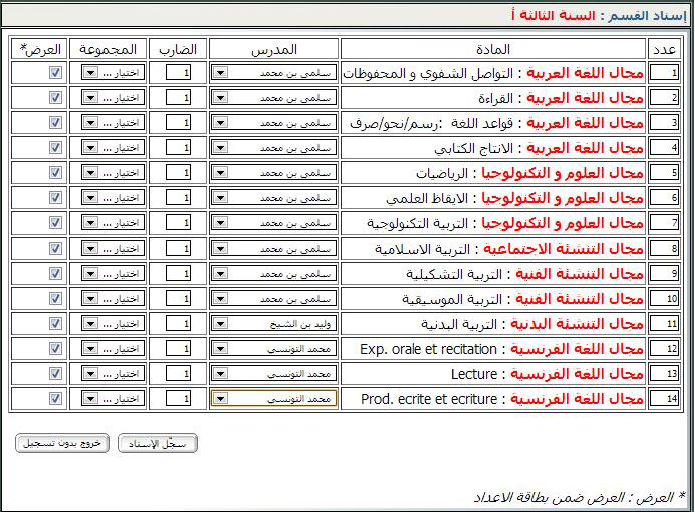 إسناد القسم : السنة الثالثة أ
عدد المادة المدرس الضارب المجموعة العرض*
1 مجال اللغة العربية : التواصل الشفوي و المحفوظات سلمى بن محمد 1 اختيار ...
2 مجال اللغة العربية : القراءة سلمى بن محمد 1 اختيار ...
3 مجال اللغة العربية : قواعد اللغة :رسم/نحو/صرف سلمى بن محمد 1 اختيار ...
4 مجال اللغة العربية : الانتاج الكتابي سلمى بن محمد 1 اختيار ...
5 مجال العلوم و التكنولوجيا : الرياضيات سلمى بن محمد 1 اختيار ...
6 مجال العلوم و التكنولوجيا : الايقاظ العلمي سلمى بن محمد 1 اختيار ...
7 مجال العلوم و التكنولوجيا : التربية التكنولوجية سلمى بن محمد 1 اختيار ...
8 مجال التنشئة الاجتماعية : التربية الاسلامية سلمى بن محمد 1 اختيار ...
9 مجال التنشئة الفنية : التربية التشكيلية سلمى بن محمد 1 اختيار ...
10 مجال التنشئة الفنية : التربية الموسيقية سلمى بن محمد 1 اختيار ...
11 مجال التنشئة البدنية : التربية البدنية وليد بن الشيخ 1 اختيار ...
12 مجال اللغة الفرنسية : Exp. orale et recitation محمد التونسي 1 اختيار ...
13 مجال اللغة الفرنسية : Lecture محمد التونسي 1 اختيار ...
14 مجال اللغة الفرنسية : Prod. ecrite et ecriture محمد التونسي 1 اختيار ...
سجّل الإسناد خروج بدون تسجيل
* العرض : العرض ضمن بطاقة الاعداد